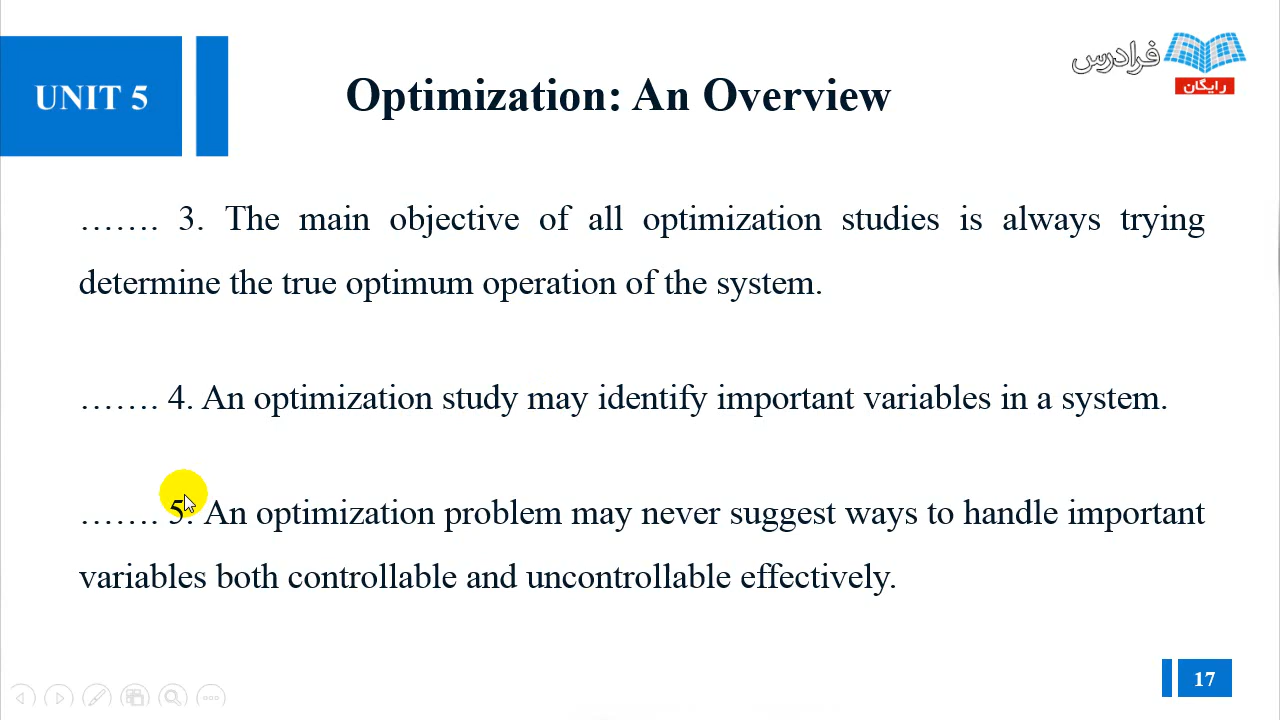 فرادرس
رایگان
UNIT 5
Optimization: An Overview
……. 3. The main objective of all optimization studies is always trying
determine the true optimum operation of the system.
……. 4. An optimization study may identify important variables in a system.
……. 5. An optimization problem may never suggest ways to handle important
variables both controllable and uncontrollable effectively.
17